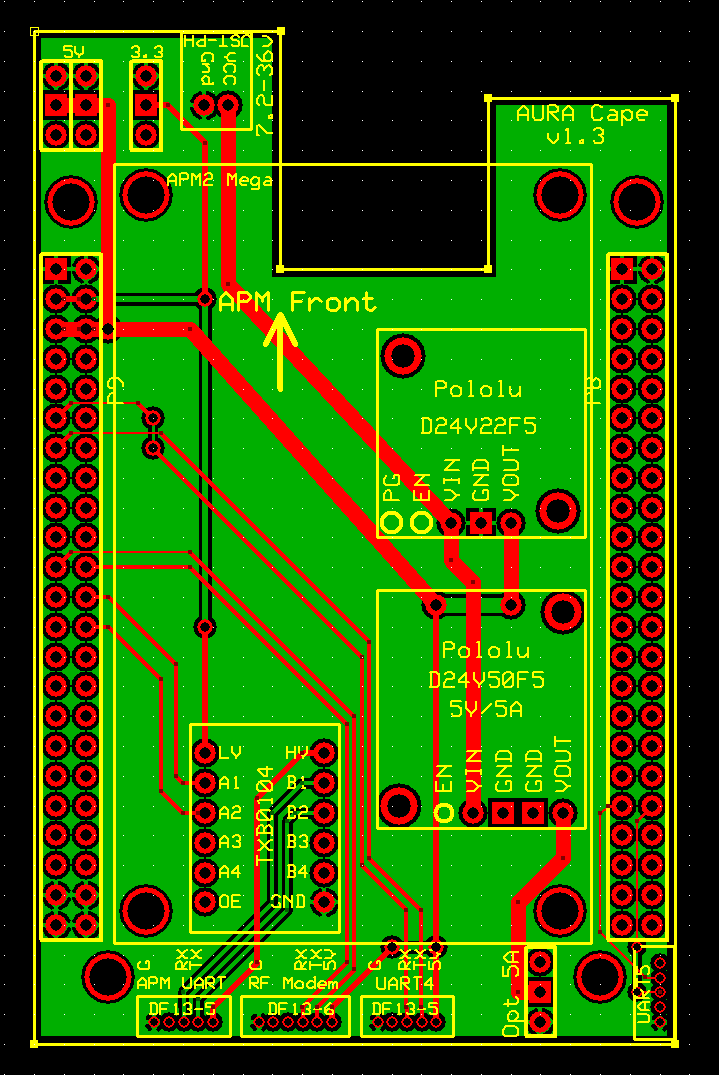 5V
3.3
JST-PH
Gnd
VCC
7.2-36V
AURA Cape
v1.3
APM2 Mega
APM Front
P9
P8
Pololu
D24V22F5
PG
EN
VIN
GND
VOUT
Pololu
D24V50F5
5V/5A
EN
VIN
GND
GND
VOUT
LV
HV
A1
B1
A2
B2
A3
B3
A4
B4
OE
GND
TXB0104
G
RX
TX
G
RX
TX
5V
G
RX
TX
5V
APM UART
RF Modem
UART4
DF13-5
DF13-6
DF13-5
Opt 5A
UART5